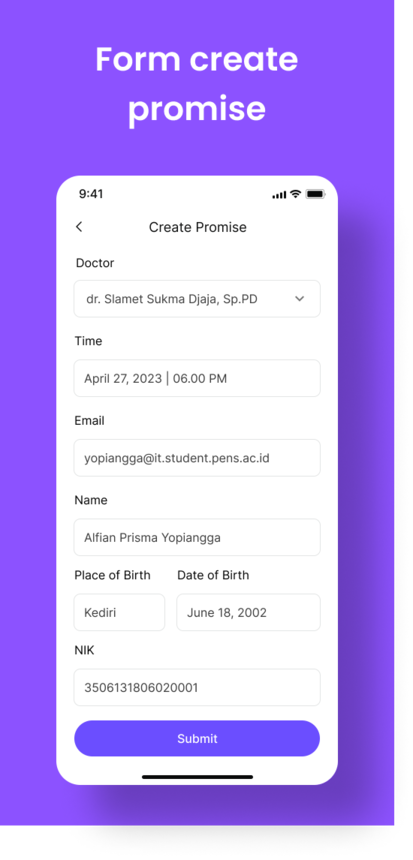 Form create
promise
9:41
Create Promise
Doctor
dr. Slamet Sukma Djaja, Sp.PD
Time
April 27, 2023 | 06.00 PM
Email
yopiangga@it.student.pens.ac.id
Name
Alfian Prisma Yopiangga
Place of Birth Date of Birth
Kediri June 18, 2002
NIK
3506131806020001
Submit